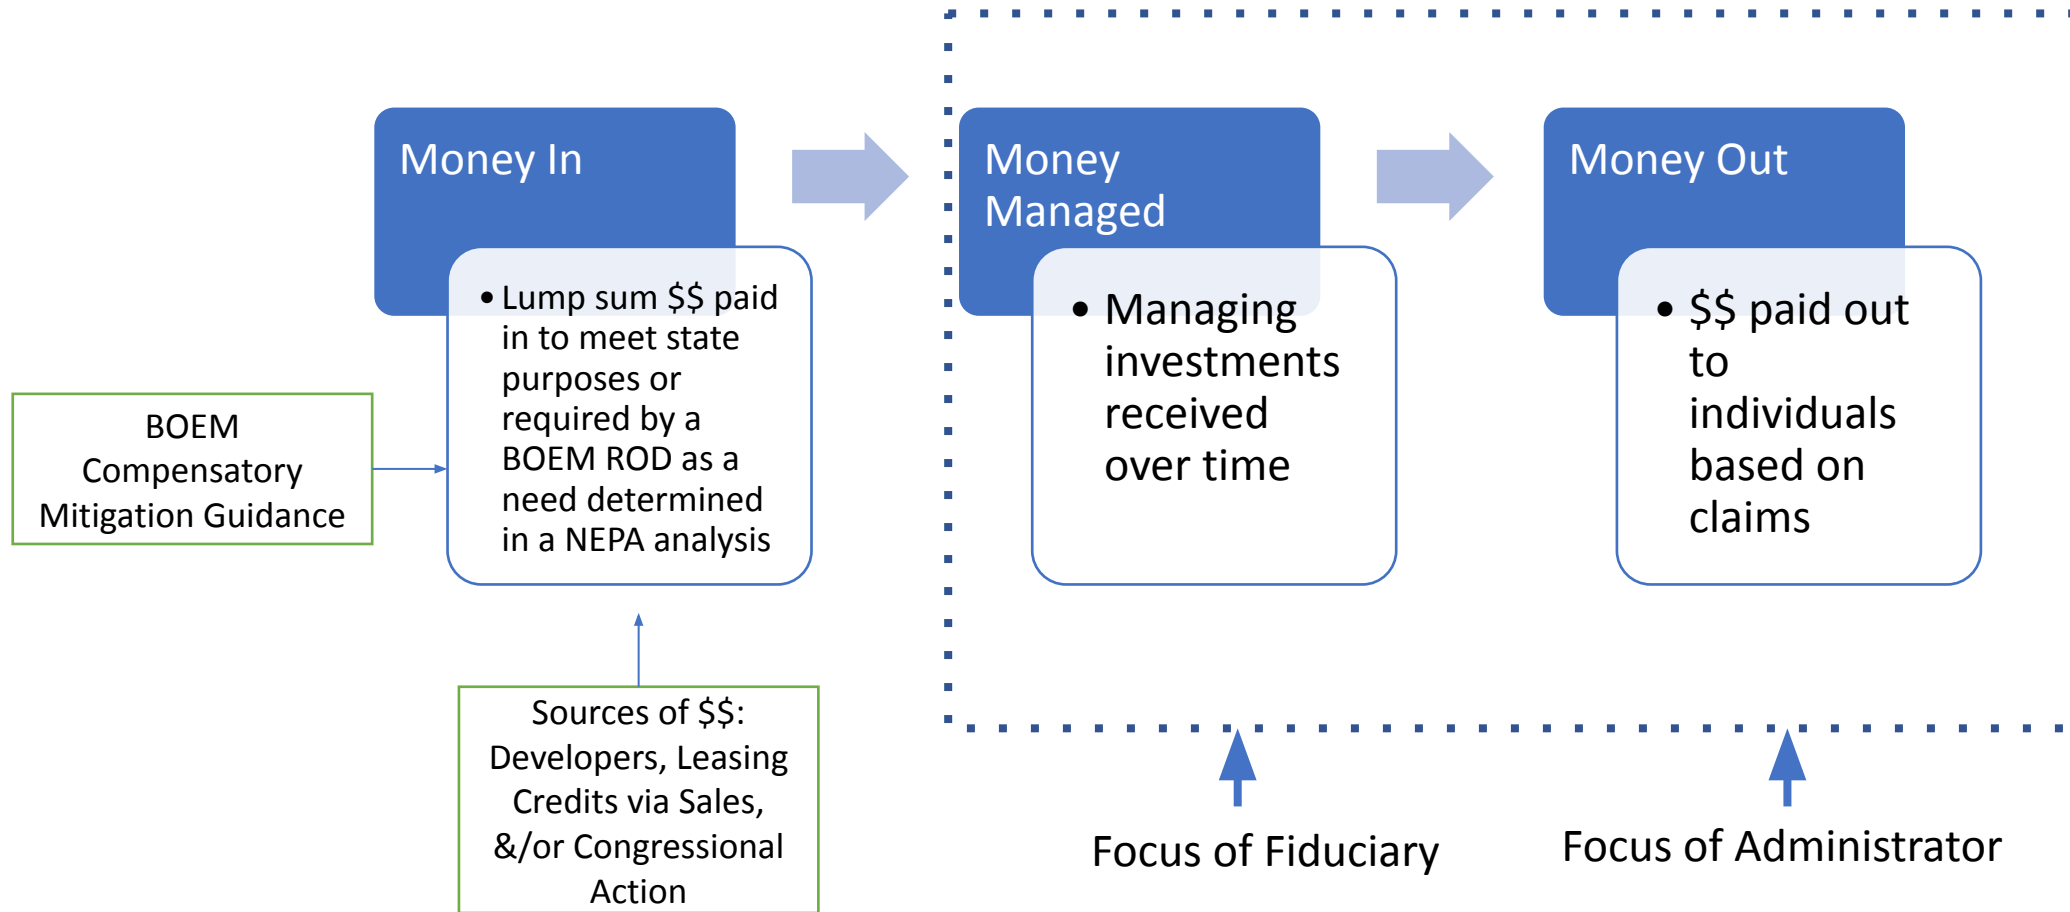 Money In
• Lump sum $$ paid
in to meet state
purposes or
required by a
BOEM ROD as a
need determined
in a NEPA analysis
BOEM
Compensatory
Mitigation Guidance
Sources of $$:
Developers, Leasing
Credits via Sales,
&/or Congressional
Action
Money
Managed
• Managing
investments
received
over time
Money Out
• $$ paid out
to
individuals
based on
claims
Focus of Fiduciary
Focus of Administrator